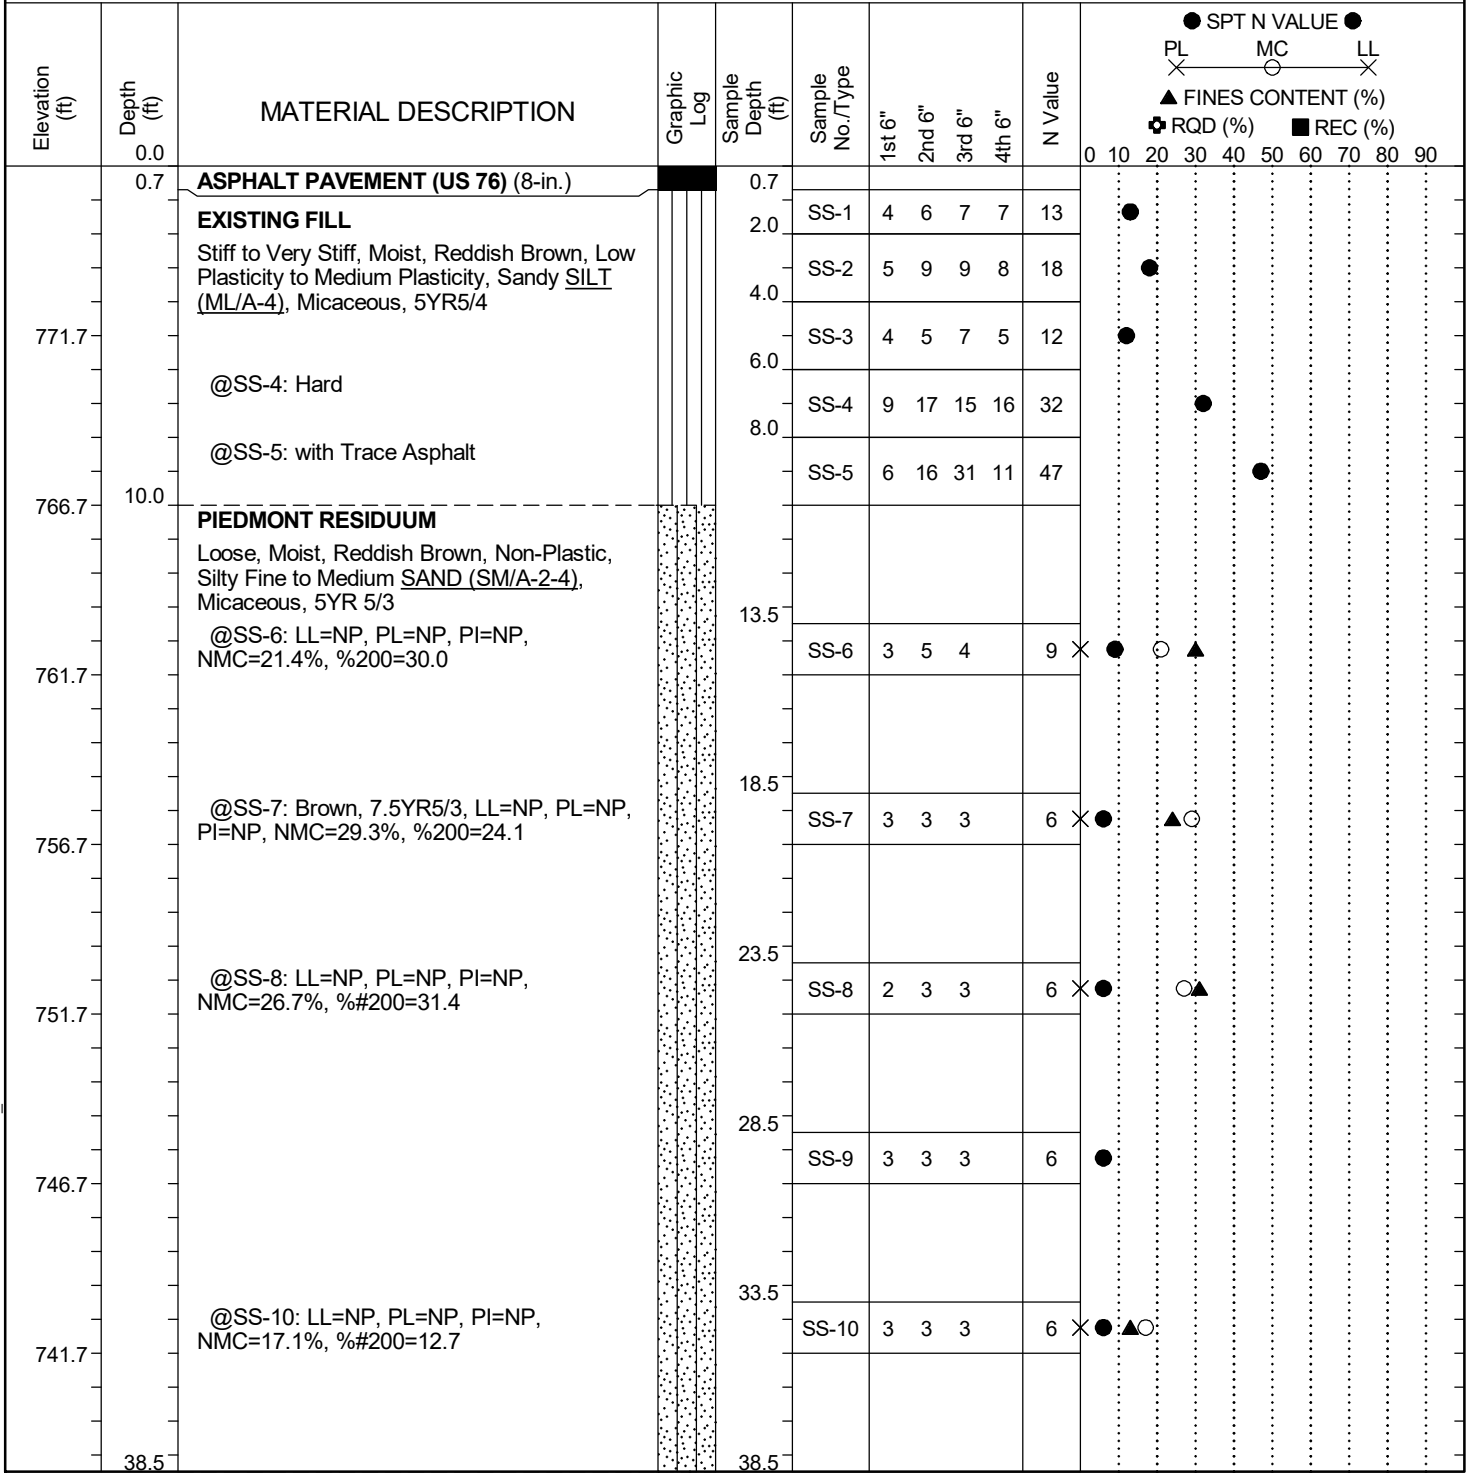 ● SPT N VALUE ●
PL MC LL
▲ FINES CONTENT (%)
RQD (%) ■ REC (%)
Elevation (ft)
Depth (ft)
0.0
MATERIAL DESCRIPTION
Graphic Log
Sample Depth (ft)
Sample No./Type
1st 6"
2nd 6"
3rd 6"
4th 6"
N Value
0 10 20 30 40 50 60 70 80 90
0.7 ASPHALT PAVEMENT (US 76) (8-in.) 0.7
EXISTING FILL
SS-1 4 6 7 7 13
2.0
Stiff to Very Stiff, Moist, Reddish Brown, Low
Plasticity to Medium Plasticity, Sandy SILT
(ML/A-4), Micaceous, 5YR5/4
SS-2 5 9 9 8 18
4.0
771.7 SS-3 4 5 7 5 12
6.0
@SS-4: Hard
SS-4 9 17 15 16 32
8.0
@SS-5: with Trace Asphalt
SS-5 6 16 31 11 47
766.7 10.0
PIEDMONT RESIDUUM
Loose, Moist, Reddish Brown, Non-Plastic,
Silty Fine to Medium SAND (SM/A-2-4),
Micaceous, 5YR 5/3
13.5
@SS-6: LL=NP, PL=NP, PI=NP,
NMC=21.4%, %200=30.0
SS-6 3 5 4 9
761.7
18.5
@SS-7: Brown, 7.5YR5/3, LL=NP, PL=NP,
PI=NP, NMC=29.3%, %200=24.1
SS-7 3 3 3 6
756.7
23.5
@SS-8: LL=NP, PL=NP, PI=NP,
NMC=26.7%, %#200=31.4
SS-8 2 3 3 6
751.7
28.5
SS-9 3 3 3 6
746.7
33.5
@SS-10: LL=NP, PL=NP, PI=NP,
NMC=17.1%, %#200=12.7
SS-10 3 3 3 6
741.7
38.5 38.5